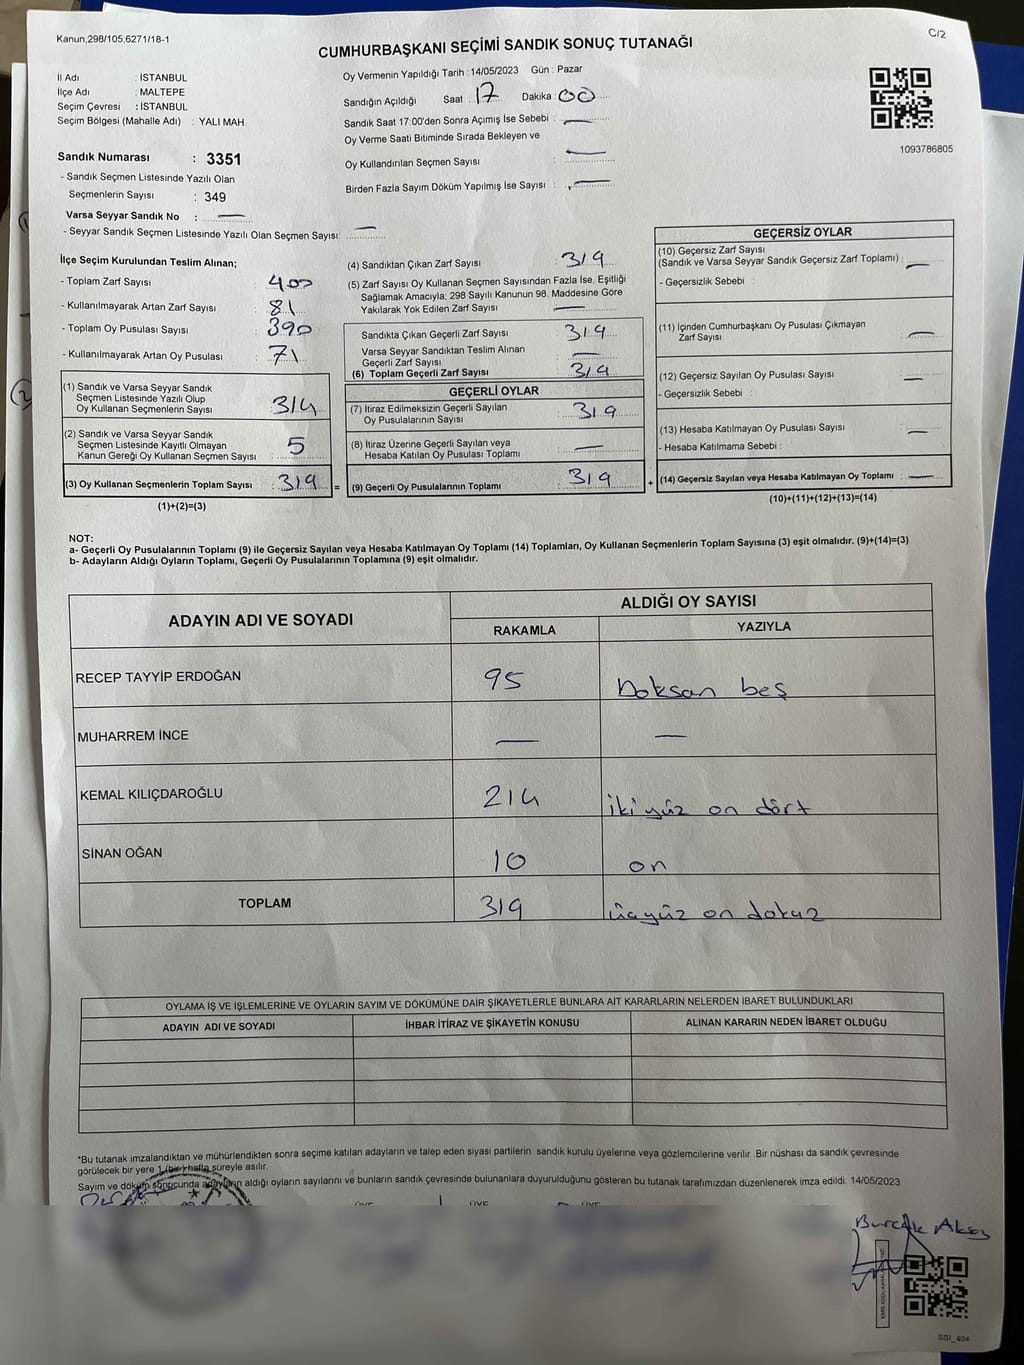 Kanun,298/105,6271/18-1
C/2
CUMHURBAŞKANI SEÇİMİ SANDIK SONUÇ TUTANAĞI
İl Adı : İSTANBUL
İlçe Adı : MALTEPE
Seçim Çevresi : İSTANBUL
Seçim Bölgesi (Mahalle Adı) : YALI MAH.
Sandık Numarası : 3351
- Sandık Seçmen Listesinde Yazılı Olan
Seçmenlerin Sayısı : 349
Varsa Seyyar Sandık No : —
- Seyyar Sandık Seçmen Listesinde Yazılı Olan Seçmen Sayısı: —
Oy Vermenin Yapıldığı Tarih : 14/05/2023 Gün : Pazar
Sandığın Açıldığı Saat : 17 Dakika : 00
Sandık Saat 17:00'den Sonra Açımış İse Sebebi : —
Oy Verme Saati Bitiminde Sırada Bekleyen ve
Oy Kullandırılan Seçmen Sayısı : —
Birden Fazla Sayım Döküm Yapılmış İse Sayısı : —
1093786805
İlçe Seçim Kurulundan Teslim Alınan;
- Toplam Zarf Sayısı : 400
- Kullanılmayarak Artan Zarf Sayısı : 81
- Toplam Oy Pusulası Sayısı : 390
- Kullanılmayarak Artan Oy Pusulası : 71
(1) Sandık ve Varsa Seyyar Sandık
Seçmen Listesinde Yazılı Olup
Oy Kullanan Seçmenlerin Sayısı : 314
(2) Sandık ve Varsa Seyyar Sandık
Seçmen Listesinde Kayıtlı Olmayan
Kanun Gereği Oy Kullanan Seçmen Sayısı : 5
(3) Oy Kullanan Seçmenlerin Toplam Sayısı : 319
(1)+(2)=(3)
(4) Sandıktan Çıkan Zarf Sayısı : 319
(5) Zarf Sayısı Oy Kullanan Seçmen Sayısından Fazla İse, Eşitliği
Sağlamak Amacıyla; 298 Sayılı Kanunun 98. Maddesine Göre
Yakılarak Yok Edilen Zarf Sayısı : —
Sandıkta Çıkan Geçerli Zarf Sayısı : 319
Varsa Seyyar Sandıktan Teslim Alınan
Geçerli Zarf Sayısı : —
(6) Toplam Geçerli Zarf Sayısı : 319
GEÇERLİ OYLAR
(7) İtiraz Edilmeksizin Geçerli Sayılan
Oy Pusulalarının Sayısı : 319
(8) İtiraz Üzerine Geçerli Sayılan veya
Hesaba Katılan Oy Pusulası Toplamı : —
= (9) Geçerli Oy Pusulalarının Toplamı : 319
GEÇERSİZ OYLAR
(10) Geçersiz Zarf Sayısı
(Sandık ve Varsa Seyyar Sandık Geçersiz Zarf Toplamı) : —
- Geçersizlik Sebebi :
(11) İçinden Cumhurbaşkanı Oy Pusulası Çıkmayan
Zarf Sayısı : —
(12) Geçersiz Sayılan Oy Pusulası Sayısı : —
- Geçersizlik Sebebi :
(13) Hesaba Katılmayan Oy Pusulası Sayısı : —
- Hesaba Katılmama Sebebi :
+ (14) Geçersiz Sayılan veya Hesaba Katılmayan Oy Toplamı : —
(10)+(11)+(12)+(13)=(14)
NOT:
a- Geçerli Oy Pusulalarının Toplamı (9) ile Geçersiz Sayılan veya Hesaba Katılmayan Oy Toplamı (14) Toplamları, Oy Kullanan Seçmenlerin Toplam Sayısına (3) eşit olmalıdır. (9)+(14)=(3)
b- Adayların Aldığı Oyların Toplamı, Geçerli Oy Pusulalarının Toplamına (9) eşit olmalıdır.
ADAYIN ADI VE SOYADI
ALDIĞI OY SAYISI
RAKAMLA YAZIYLA
RECEP TAYYİP ERDOĞAN 95 Doksan beş
MUHARREM İNCE — —
KEMAL KILIÇDAROĞLU 214 iki yüz on dört
SİNAN OĞAN 10 on
TOPLAM 319 üçyüz on dokuz
OYLAMA İŞ VE İŞLEMLERİNE VE OYLARIN SAYIM VE DÖKÜMÜNE DAİR ŞİKAYETLERLE BUNLARA AİT KARARLARIN NELERDEN İBARET BULUNDUKLARI
ADAYIN ADI VE SOYADI İHBAR İTİRAZ VE ŞİKAYETİN KONUSU ALINAN KARARIN NEDEN İBARET OLDUĞU
*Bu tutanak imzalandıktan ve mühürlendikten sonra seçime katılan adayların ve talep eden siyasi partilerin sandık kurulu üyelerine veya gözlemcilerine verilir .Bir nüshası da sandık çevresinde
görülecek bir yere 1 (bir) hafta süreyle asılır.
Sayım ve döküm sonucunda adayların aldığı oyların sayılarını ve bunların sandık çevresinde bulunanlara duyurulduğunu gösteren bu tutanak tarafımızdan düzenlenerek imza edildi. 14/05/2023
Burcak Aksoy
SSİ_404